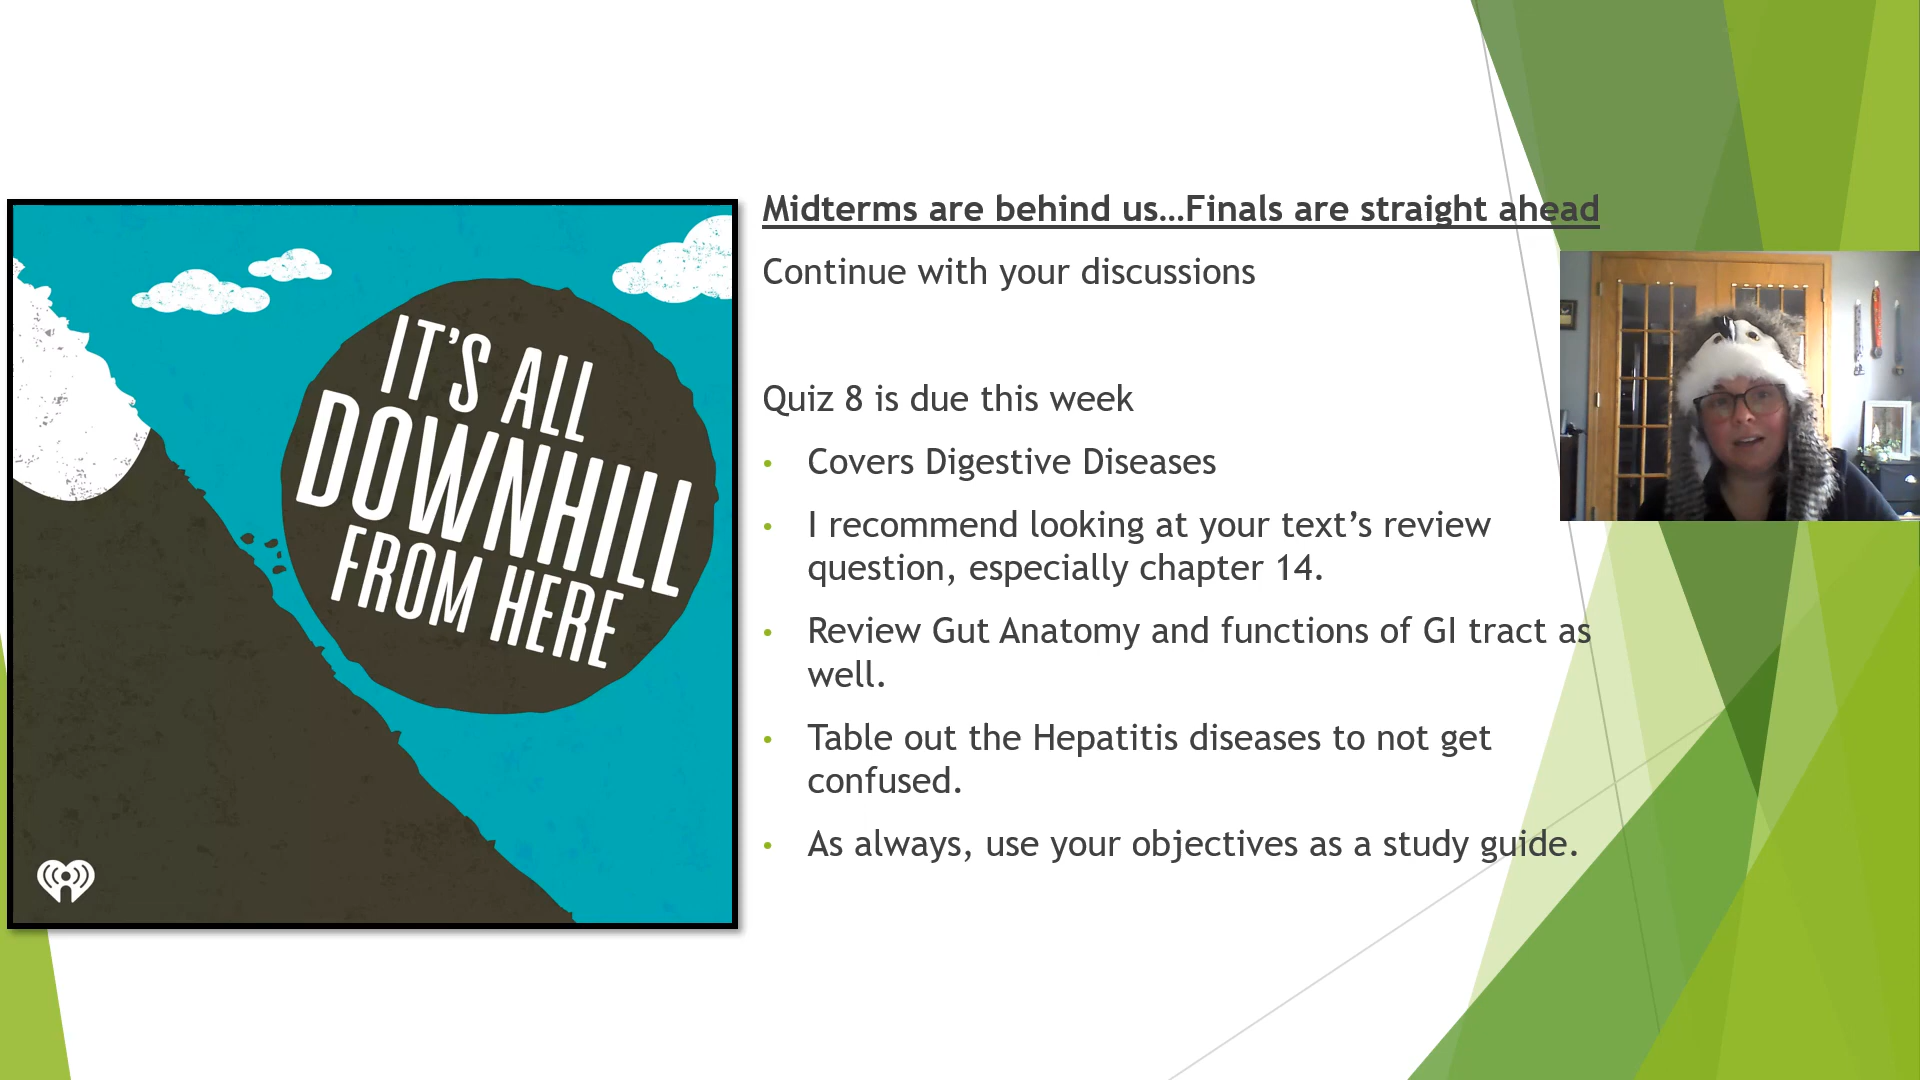 IT'S ALL
DOWNHILL
FROM HERE
Midterms are behind us…Finals are straight ahead
Continue with your discussions
Quiz 8 is due this week
• Covers Digestive Diseases
• I recommend looking at your text’s review
question, especially chapter 14.
• Review Gut Anatomy and functions of GI tract as
well.
• Table out the Hepatitis diseases to not get
confused.
• As always, use your objectives as a study guide.